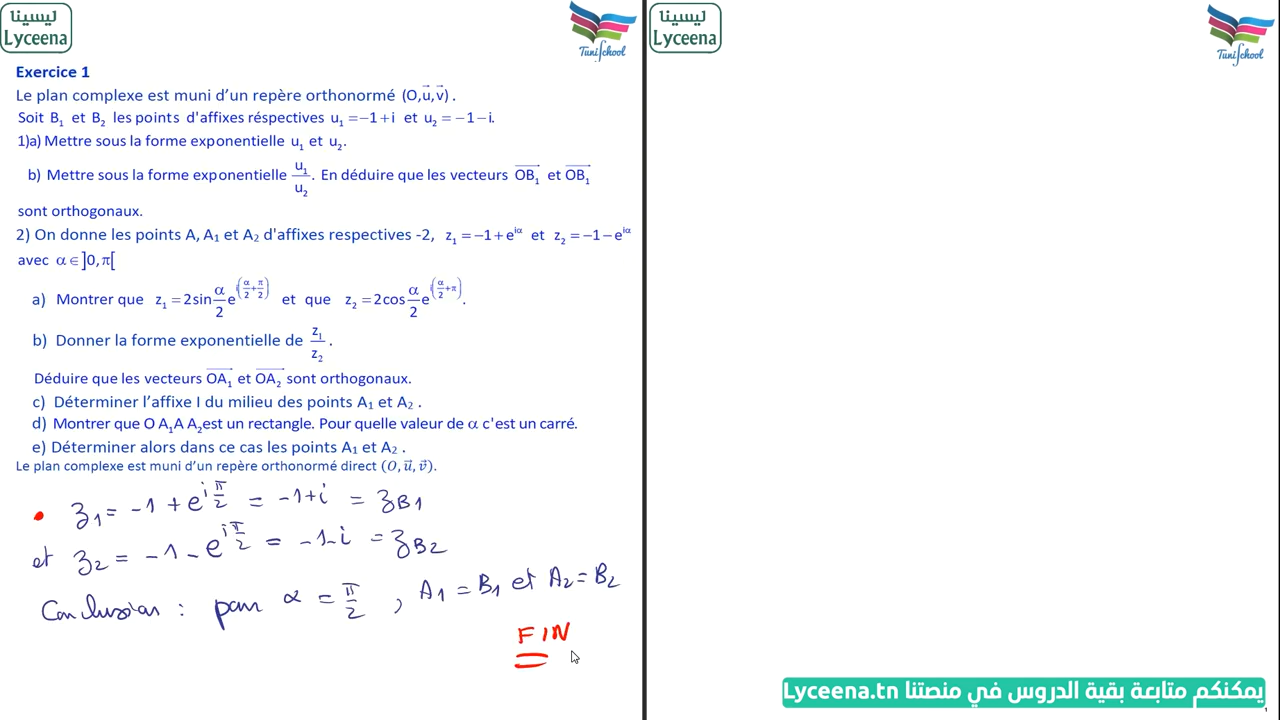 ليسينا
Lyceena
TuniSchool
Exercice 1
Le plan complexe est muni d'un repère orthonormé (O,u⃗,v⃗).
Soit B₁ et B₂ les points d'affixes réspectives u₁ = −1+i et u₂ = −1−i.
1)a) Mettre sous la forme exponentielle u₁ et u₂.
b) Mettre sous la forme exponentielle u₁/u₂. En déduire que les vecteurs OB₁ et OB₁
sont orthogonaux.
2) On donne les points A, A₁ et A₂ d'affixes respectives -2, z₁ = −1+e^(iα) et z₂ = −1−e^(iα)
avec α∈]0,π[
a) Montrer que z₁ = 2sin α/2 e^(i(α/2+π/2)) et que z₂ = 2cos α/2 e^(i(α/2+π)).
b) Donner la forme exponentielle de z₁/z₂.
Déduire que les vecteurs OA₁ et OA₂ sont orthogonaux.
c) Déterminer l'affixe I du milieu des points A₁ et A₂.
d) Montrer que O A₁A A₂est un rectangle. Pour quelle valeur de α c'est un carré.
e) Déterminer alors dans ce cas les points A₁ et A₂.
Le plan complexe est muni d'un repère orthonormé direct (O, u⃗, v⃗).
• z₁ = −1 + e^(iπ/2) = −1+i = zB₁
et z₂ = −1 − e^(iπ/2) = −1−i = zB₂
Conclusion : pour α = π/2 , A₁ = B₁ et A₂ = B₂
FIN
ليسينا
Lyceena
TuniSchool
يمكنكم متابعة بقية الدروس في منصتنا Lyceena.tn
1